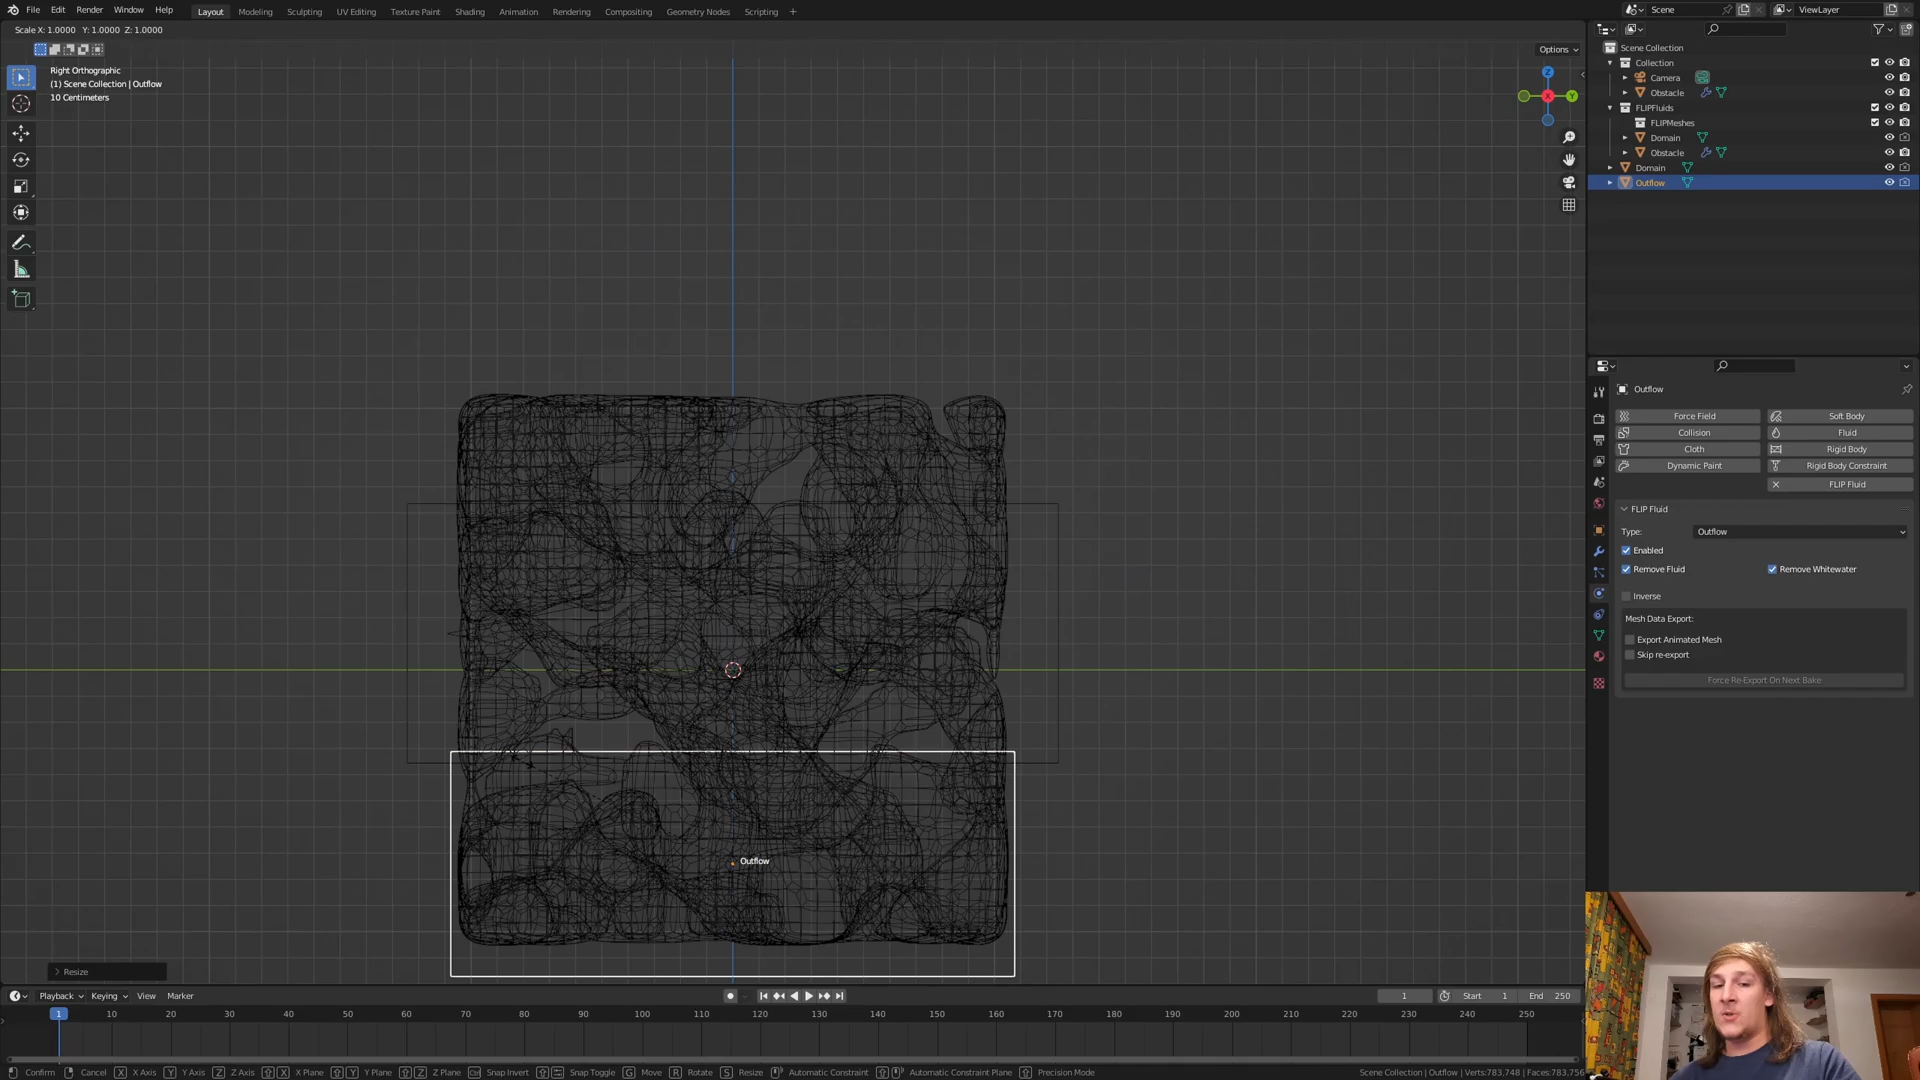 File Edit Render Window Help Layout Modeling Sculpting UV Editing Texture Paint Shading Animation Rendering Compositing Geometry Nodes Scripting + Scene ViewLayer
Scale X: 1.0000 Y: 1.0000 Z: 1.0000
Options
Right Orthographic
(1) Scene Collection | Outflow
10 Centimeters
Z
X
Y
Outflow
Resize
Scene Collection
Collection
Camera
Obstacle
FLIPFluids
FLIPMeshes
Domain
Obstacle
Domain
Outflow
Outflow
Force Field Soft Body
Collision Fluid
Cloth Rigid Body
Dynamic Paint Rigid Body Constraint
FLIP Fluid
FLIP Fluid
Type: Outflow
Enabled
Remove Fluid Remove Whitewater
Inverse
Mesh Data Export:
Export Animated Mesh
Skip re-export
Force Re-Export On Next Bake
Playback Keying View Marker 1 Start 1 End 250
1 10 20 30 40 50 60 70 80 90 100 110 120 130 140 150 160 170 180 190 200 210 220 230 240 250
Confirm Cancel X X Axis Y Y Axis Z Z Axis X X Plane Y Y Plane Z Z Plane Ctrl Snap Invert Snap Toggle G Move R Rotate S Resize Automatic Constraint Automatic Constraint Plane Precision Mode Scene Collection | Outflow | Verts:783,748 | Faces:783,756